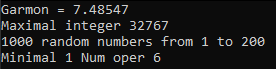 Garmon = 7.48547
Maximal integer 32767
1000 random numbers from 1 to 200
Minimal 1 Num oper 6